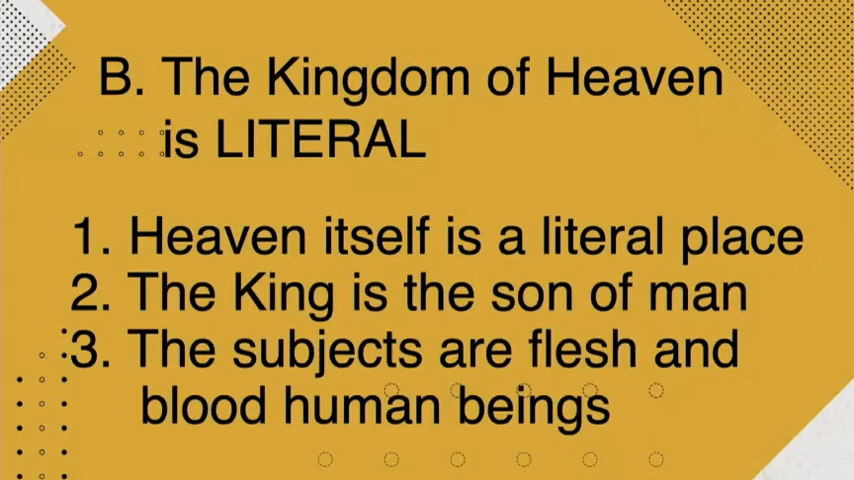 B. The Kingdom of Heaven
is LITERAL
1. Heaven itself is a literal place
2. The King is the son of man
3. The subjects are flesh and
blood human beings